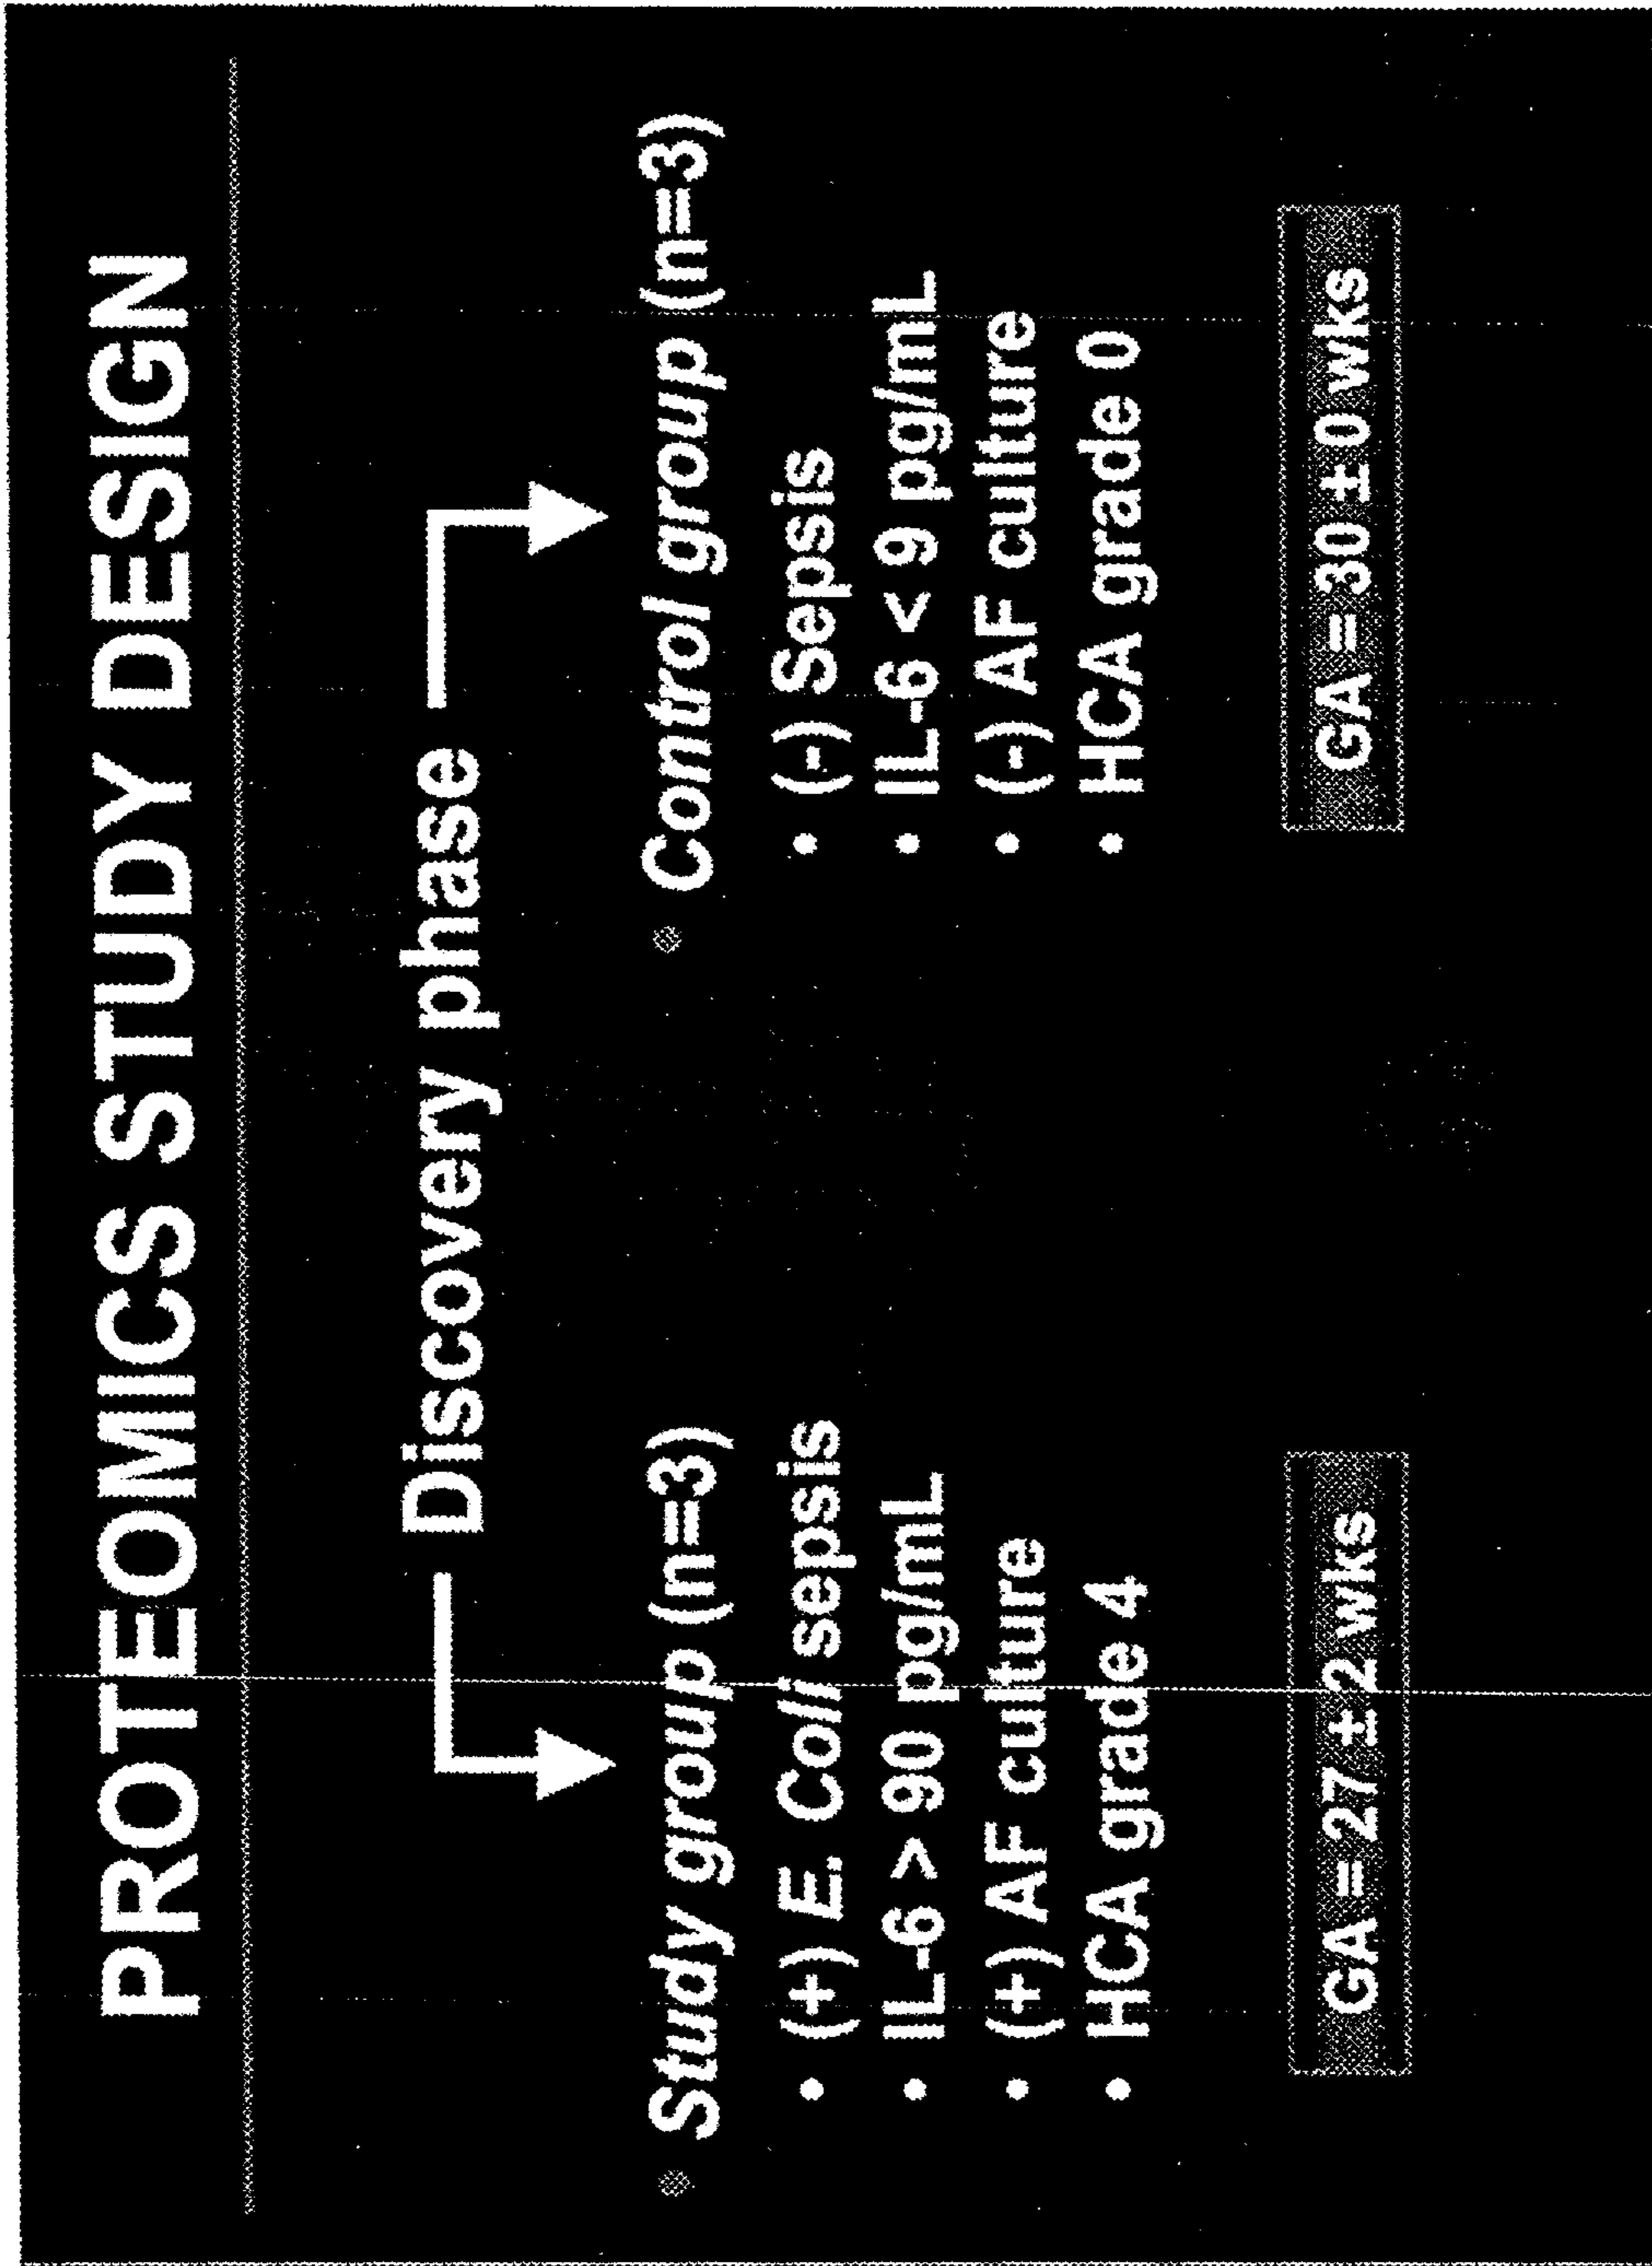 PROTEOMICS STUDY DESIGN
Discovery phase
Study group (n=3)
• (+) E. Coli sepsis
• IL-6 > 90 pg/mL
• (+) AF culture
• HCA grade 4
GA = 27 ±2 wks
Control group (n=3)
• (-) Sepsis
• IL-6 < 9 pg/mL
• (-) AF culture
• HCA grade 0
GA = 30 ±0 wks